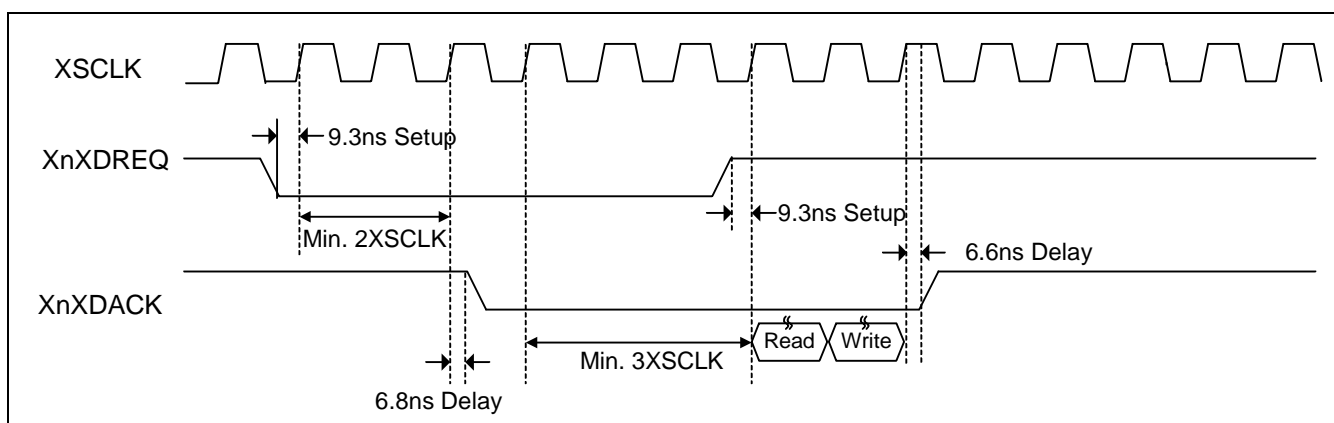 XSCLK
9.3ns Setup
XnXDREQ
9.3ns Setup
Min. 2XSCLK
6.6ns Delay
XnXDACK
Read
Write
Min. 3XSCLK
6.8ns Delay